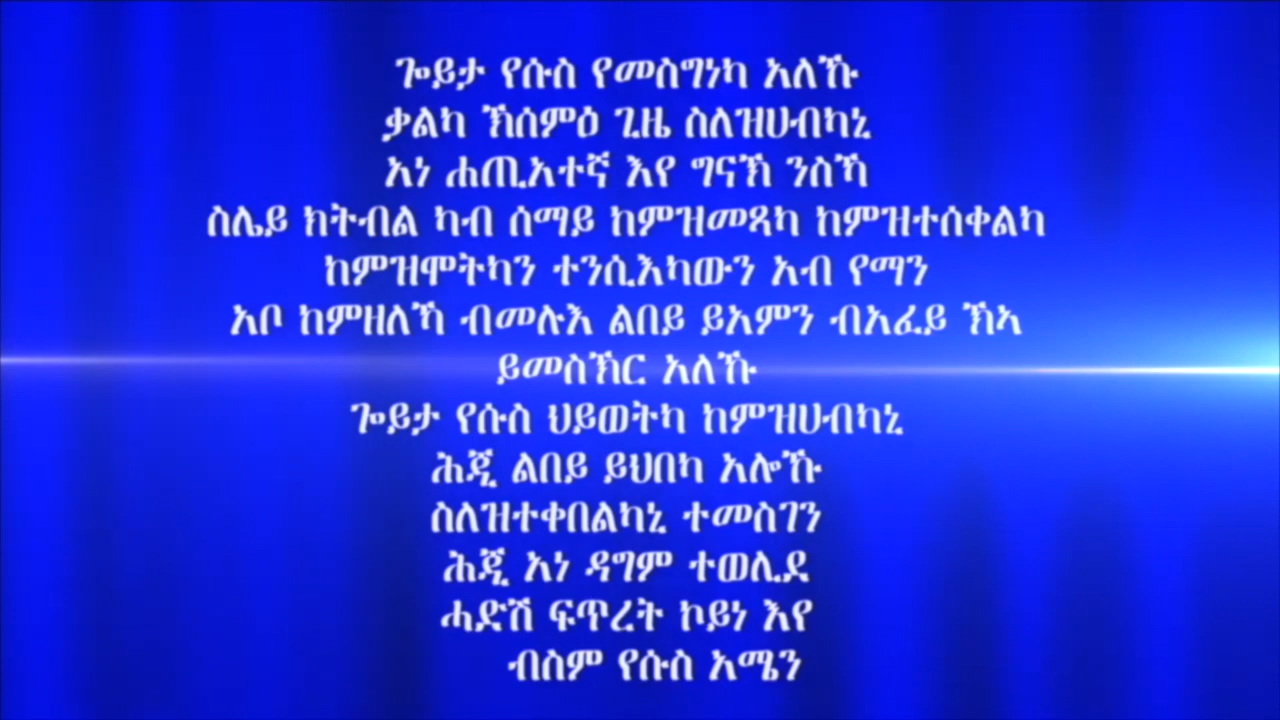 ጐይታ የሱስ የመስግነካ አለኹ
ቃልካ ኽሰምዕ ጊዜ ስለዝሀብካኒ
አነ ሐጢአተኛ እየ ግናኽ ንስኻ
ስሌይ ክትብል ካብ ሰማይ ከምዝመጻካ ከምዝተሰቀልካ
ከምዝሞትካን ተንሲእካውን አብ የማን
አቦ ከምዘለኻ ብመሉእ ልበይ ይአምን ብአፈይ ኽኣ
ይመስኽር አለኹ
ጐይታ የሱስ ህይወትካ ከምዝሀብካኒ
ሕጂ ልበይ ይህበካ አሎኹ
ስለዝተቀበልካኒ ተመስገን
ሕጂ አነ ዳግም ተወሊደ
ሓድሽ ፍጥረት ኮይነ እየ
ብስም የሱስ አሜን